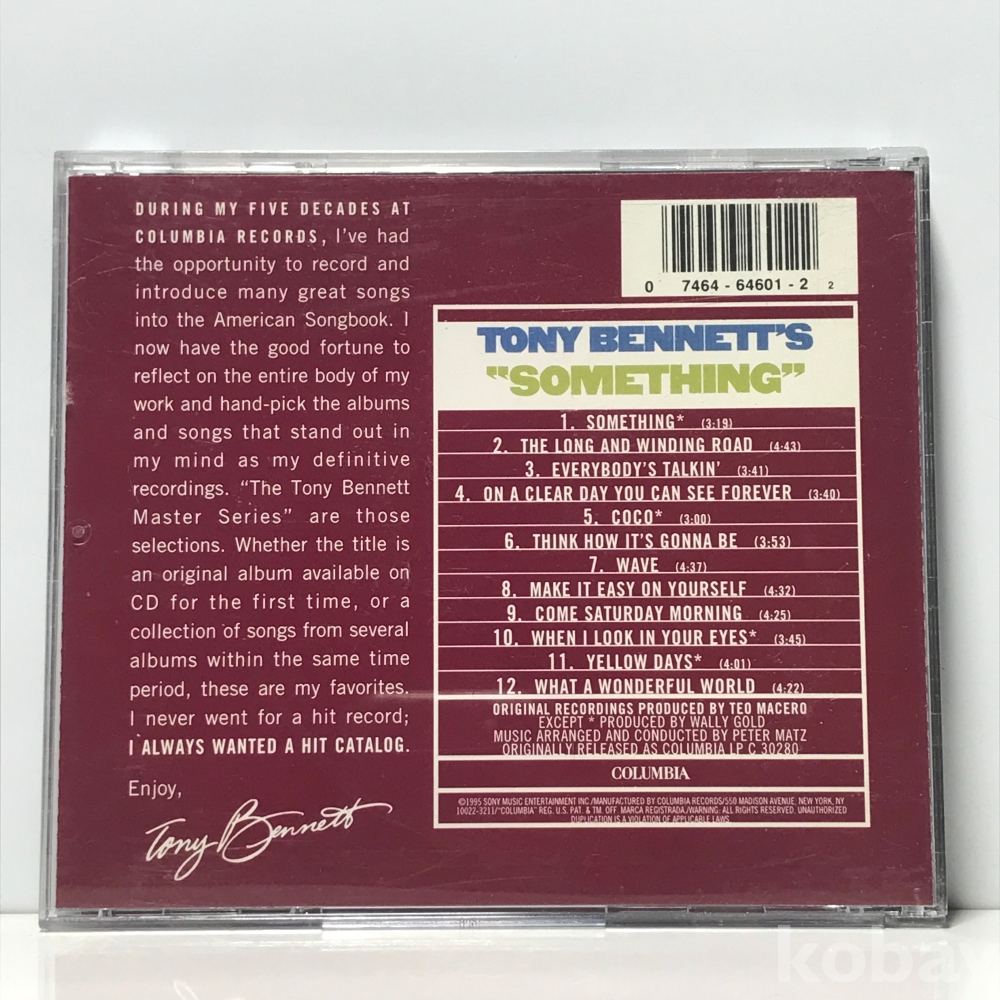 DURING MY FIVE DECADES AT
COLUMBIA RECORDS, I've had
the opportunity to record and
introduce many great songs
into the American Songbook. I
now have the good fortune to
reflect on the entire body of my
work and hand-pick the albums
and songs that stand out in
my mind as my definitive
recordings. "The Tony Bennett
Master Series" are those
selections. Whether the title is
an original album available on
CD for the first time, or a
collection of songs from several
albums within the same time
period, these are my favorites.
I never went for a hit record;
I ALWAYS WANTED A HIT CATALOG.
Enjoy,
Tony Bennett
0 7464-64601-2 2
TONY BENNETT'S
"SOMETHING"
1. SOMETHING* (3:19)
2. THE LONG AND WINDING ROAD (4:43)
3. EVERYBODY'S TALKIN' (3:41)
4. ON A CLEAR DAY YOU CAN SEE FOREVER (3:40)
5. COCO* (3:00)
6. THINK HOW IT'S GONNA BE (3:53)
7. WAVE (4:37)
8. MAKE IT EASY ON YOURSELF (4:32)
9. COME SATURDAY MORNING (4:25)
10. WHEN I LOOK IN YOUR EYES* (3:45)
11. YELLOW DAYS* (4:01)
12. WHAT A WONDERFUL WORLD (4:22)
ORIGINAL RECORDINGS PRODUCED BY TEO MACERO
EXCEPT * PRODUCED BY WALLY GOLD
MUSIC ARRANGED AND CONDUCTED BY PETER MATZ
ORIGINALLY RELEASED AS COLUMBIA LP C 30280
COLUMBIA
©1995 SONY MUSIC ENTERTAINMENT INC./MANUFACTURED BY COLUMBIA RECORDS/550 MADISON AVENUE, NEW YORK, NY
10022-3211/"COLUMBIA" REG. U.S. PAT. & TM. OFF. MARCA REGISTRADA./WARNING: ALL RIGHTS RESERVED. UNAUTHORIZED
DUPLICATION IS A VIOLATION OF APPLICABLE LAWS.
kobay